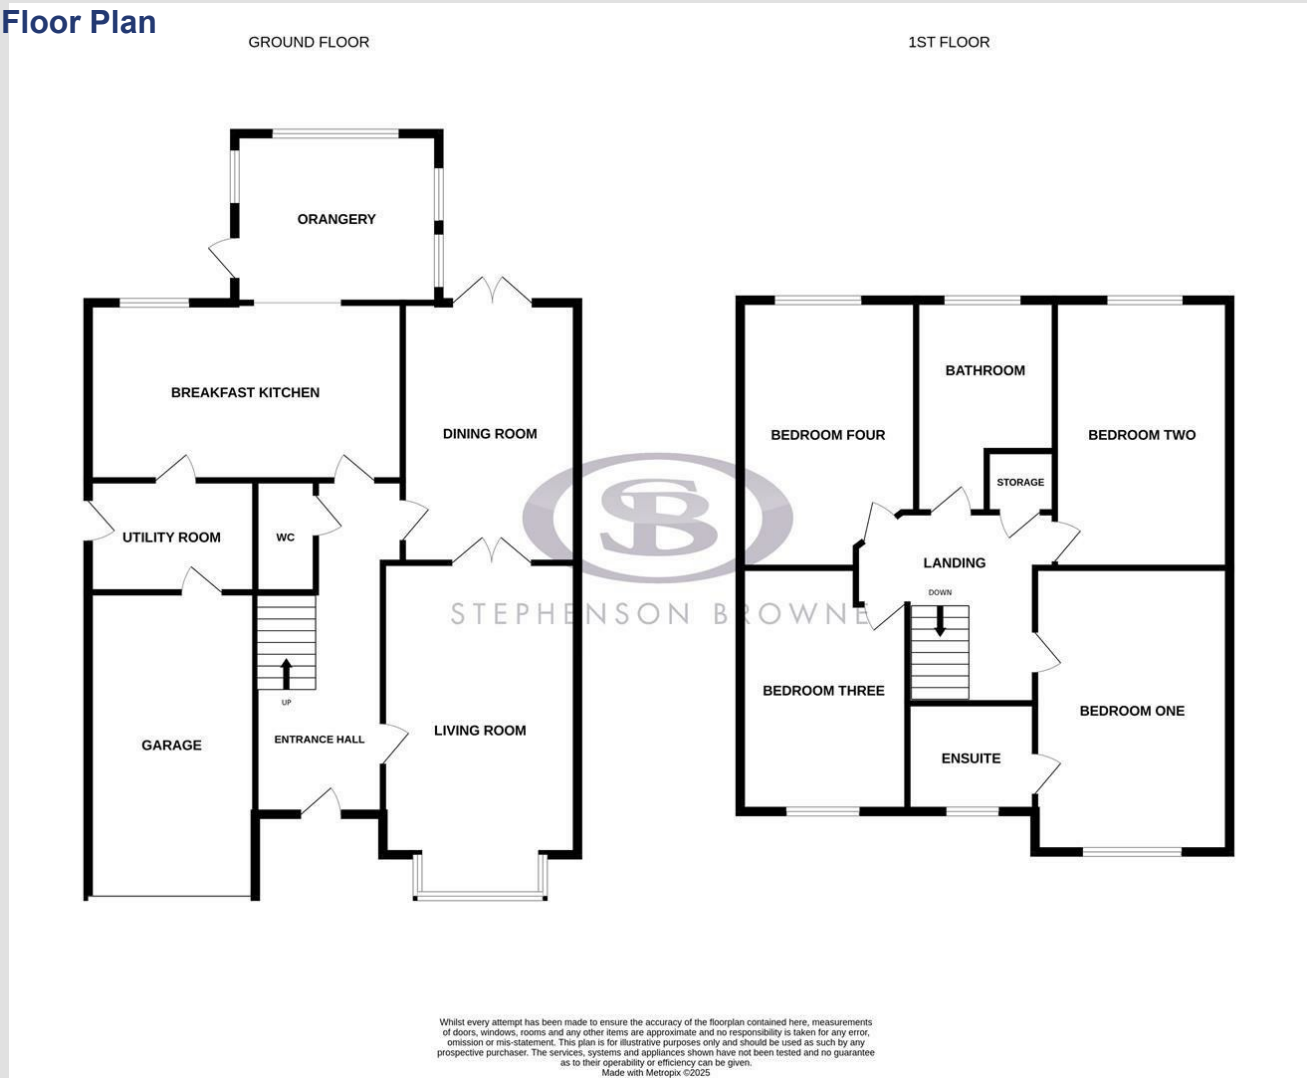 Floor Plan
GROUND FLOOR
1ST FLOOR
ORANGERY
BREAKFAST KITCHEN
DINING ROOM
UTILITY ROOM
WC
UP
ENTRANCE HALL
LIVING ROOM
GARAGE
BATHROOM
BEDROOM FOUR
BEDROOM TWO
STORAGE
LANDING
DOWN
BEDROOM THREE
BEDROOM ONE
ENSUITE
SB
STEPHENSON BROWNE
Whilst every attempt has been made to ensure the accuracy of the floorplan contained here, measurements
of doors, windows, rooms and any other items are approximate and no responsibility is taken for any error,
omission or mis-statement. This plan is for illustrative purposes only and should be used as such by any
prospective purchaser. The services, systems and appliances shown have not been tested and no guarantee
as to their operability or efficiency can be given.
Made with Metropix ©2025